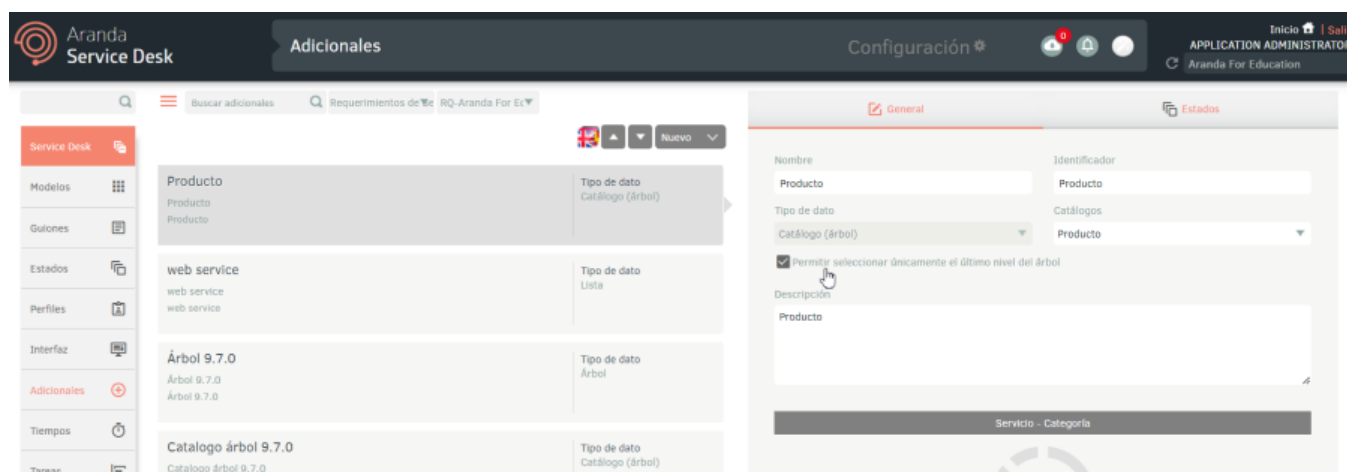 Aranda
Service Desk
Adicionales
Configuración
0
Inicio | Sali
APPLICATION ADMINISTRATOR
Aranda For Education
Buscar adicionales
Requerimientos de
RQ-Aranda For Ec
Nuevo
Service Desk
Modelos
Guiones
Estados
Perfiles
Interfaz
Adicionales
Tiempos
Tareas
Producto
Producto
Producto
Tipo de dato
Catálogo (árbol)
web service
web service
web service
Tipo de dato
Lista
Árbol 9.7.0
Árbol 9.7.0
Árbol 9.7.0
Tipo de dato
Árbol
Catalogo árbol 9.7.0
Catalogo árbol 9.7.0
Tipo de dato
Catálogo (árbol)
General
Estados
Nombre
Producto
Identificador
Producto
Tipo de dato
Catálogo (árbol)
Catálogos
Producto
Permitir seleccionar únicamente el último nivel del árbol
Descripción
Producto
Servicio - Categoría